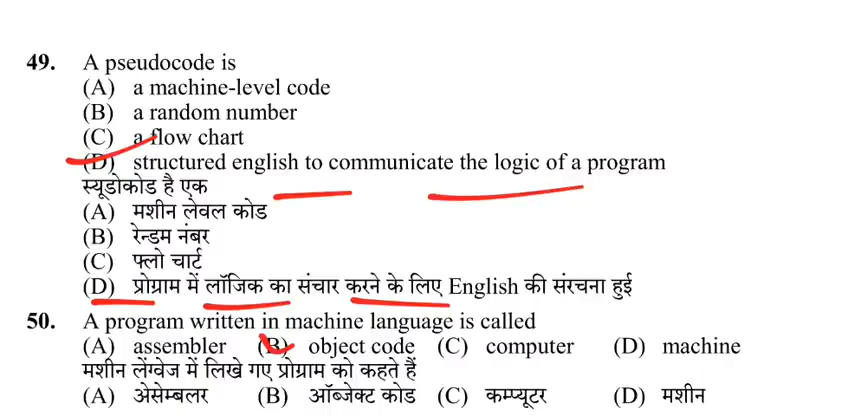 49. A pseudocode is
(A) a machine-level code
(B) a random number
(C) a flow chart
(D) structured english to communicate the logic of a program
स्यूडोकोड है एक
(A) मशीन लेवल कोड
(B) रेन्डम नंबर
(C) फ्लो चार्ट
(D) प्रोग्राम में लॉजिक का संचार करने के लिए English की संरचना हुई
50. A program written in machine language is called
(A) assembler (B) object code (C) computer (D) machine
मशीन लेंग्वेज में लिखे गए प्रोग्राम को कहते हैं
(A) अेसेम्बलर (B) ऑब्जेक्ट कोड (C) कम्प्यूटर (D) मशीन